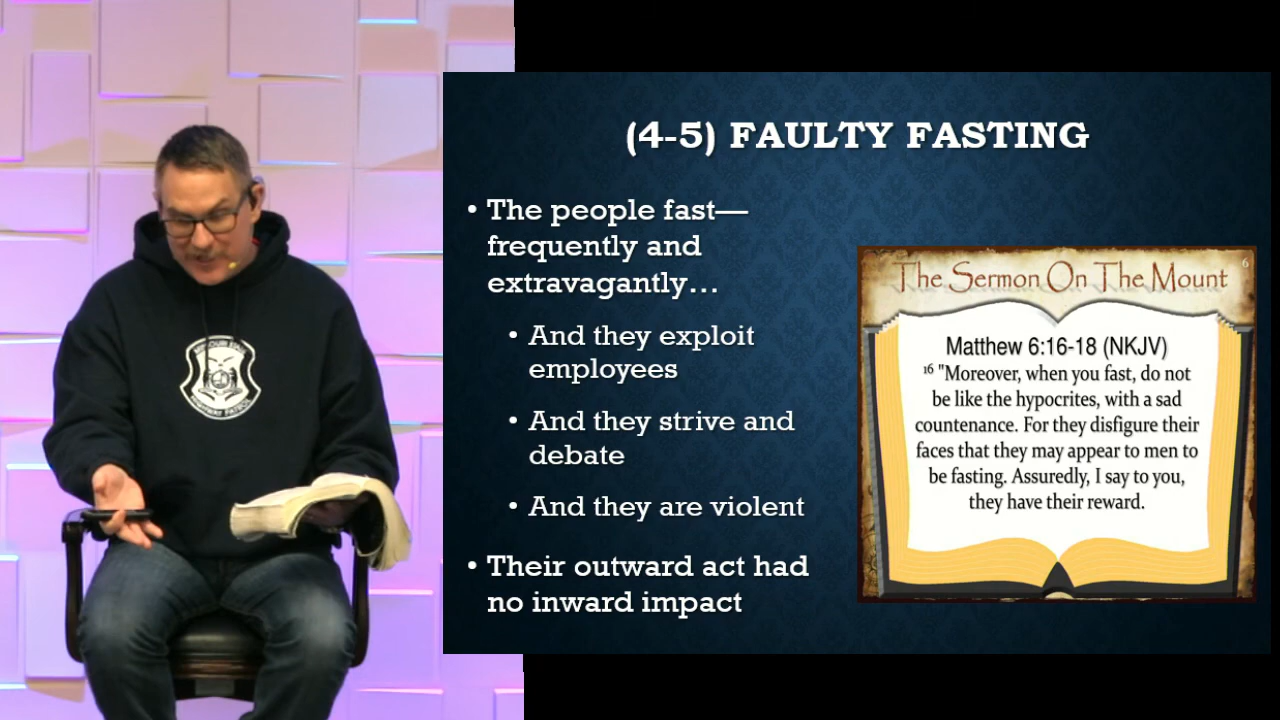 (4-5) FAULTY FASTING
• The people fast—
frequently and
extravagantly...
• And they exploit
employees
• And they strive and
debate
• And they are violent
• Their outward act had
no inward impact
The Sermon On The Mount
6
Matthew 6:16-18 (NKJV)
16 "Moreover, when you fast, do not
be like the hypocrites, with a sad
countenance. For they disfigure their
faces that they may appear to men to
be fasting. Assuredly, I say to you,
they have their reward.
HIGHWAY PATROL